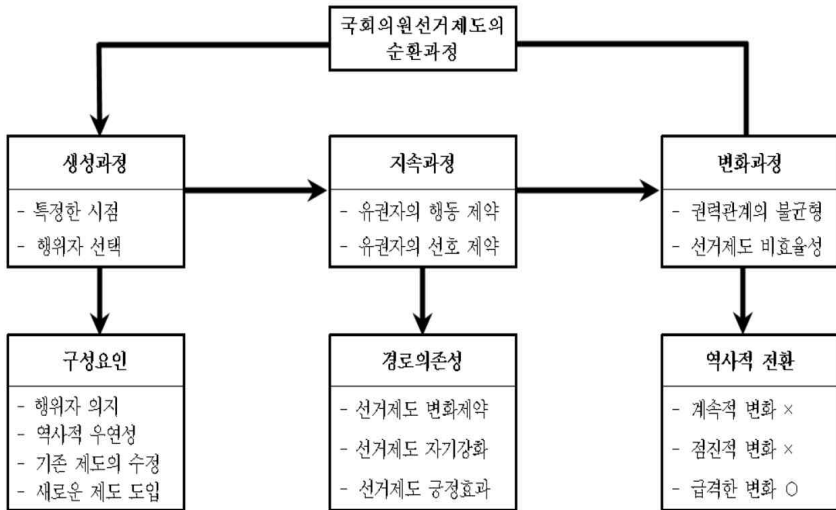 국회의원선거제도의
순환과정
생성과정
- 특정한 시점
- 행위자 선택
지속과정
- 유권자의 행동 제약
- 유권자의 선호 제약
변화과정
- 권력관계의 불균형
- 선거제도 비효율성
구성요인
- 행위자 의지
- 역사적 우연성
- 기존 제도의 수정
- 새로운 제도 도입
경로의존성
- 선거제도 변화제약
- 선거제도 자기강화
- 선거제도 긍정효과
역사적 전환
- 계속적 변화 ×
- 점진적 변화 ×
- 급격한 변화 ○